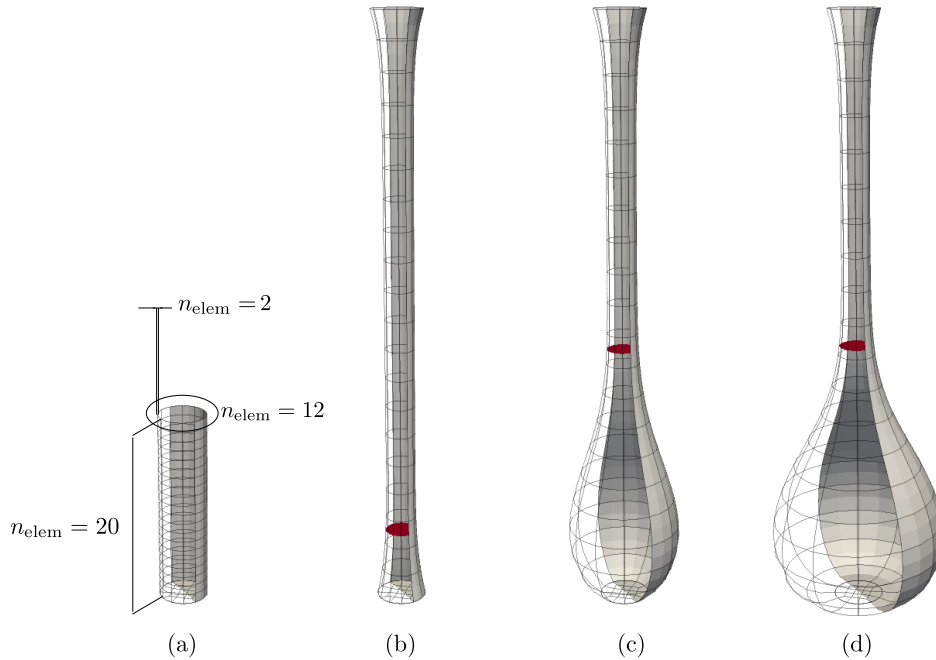 n_elem = 2
n_elem = 12
n_elem = 20
(a) (b) (c) (d)